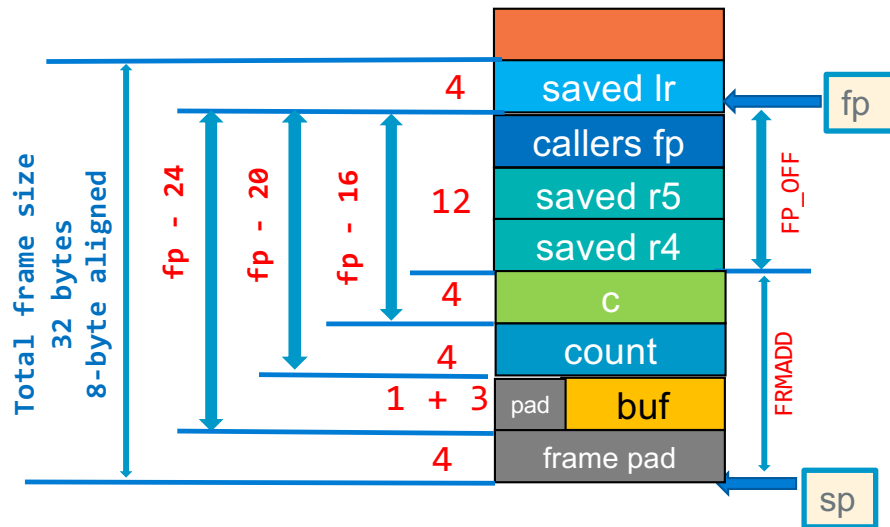 4
saved lr
fp
callers fp
saved r5
saved r4
12
c
4
count
4
1 + 3
pad
buf
4
frame pad
sp
Total frame size
32 bytes
8-byte aligned
fp - 24
fp - 20
fp - 16
FP_OFF
FRMADD